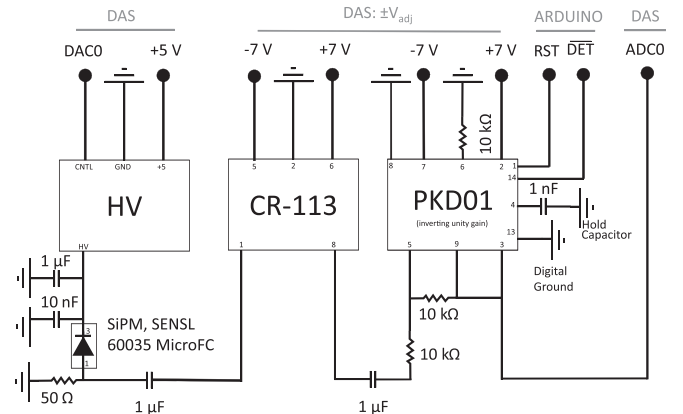 DAS
DAS: ±Vadj
ARDUINO
DAS
DAC0
+5 V
-7 V
+7 V
-7 V
+7 V
RST
DET
ADC0
10 kΩ
CNTL
GND
+5
5
2
6
8
7
6
2
1
14
HV
CR-113
PKD01
(inverting unity gain)
4
1 nF
Hold
Capacitor
13
HV
1
8
5
9
3
Digital
Ground
1 µF
10 nF
10 kΩ
SiPM, SENSL
60035 MicroFC
3
1
10 kΩ
50 Ω
1 µF
1 µF